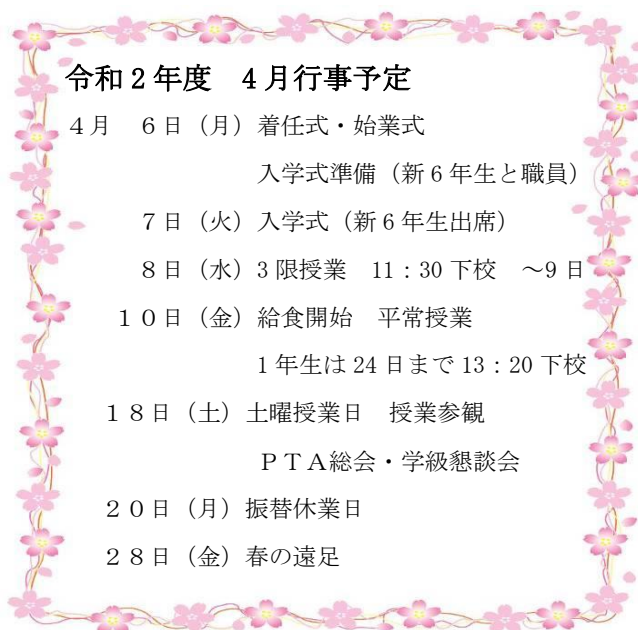 令和２年度　４月行事予定
４月　６日（月）着任式・始業式
入学式準備（新６年生と職員）
７日（火）入学式（新６年生出席）
８日（水）３限授業　11：30 下校　～9 日
１０日（金）給食開始　平常授業
1 年生は 24 日まで 13：20 下校
１８日（土）土曜授業日　授業参観
ＰＴＡ総会・学級懇談会
２０日（月）振替休業日
２８日（金）春の遠足